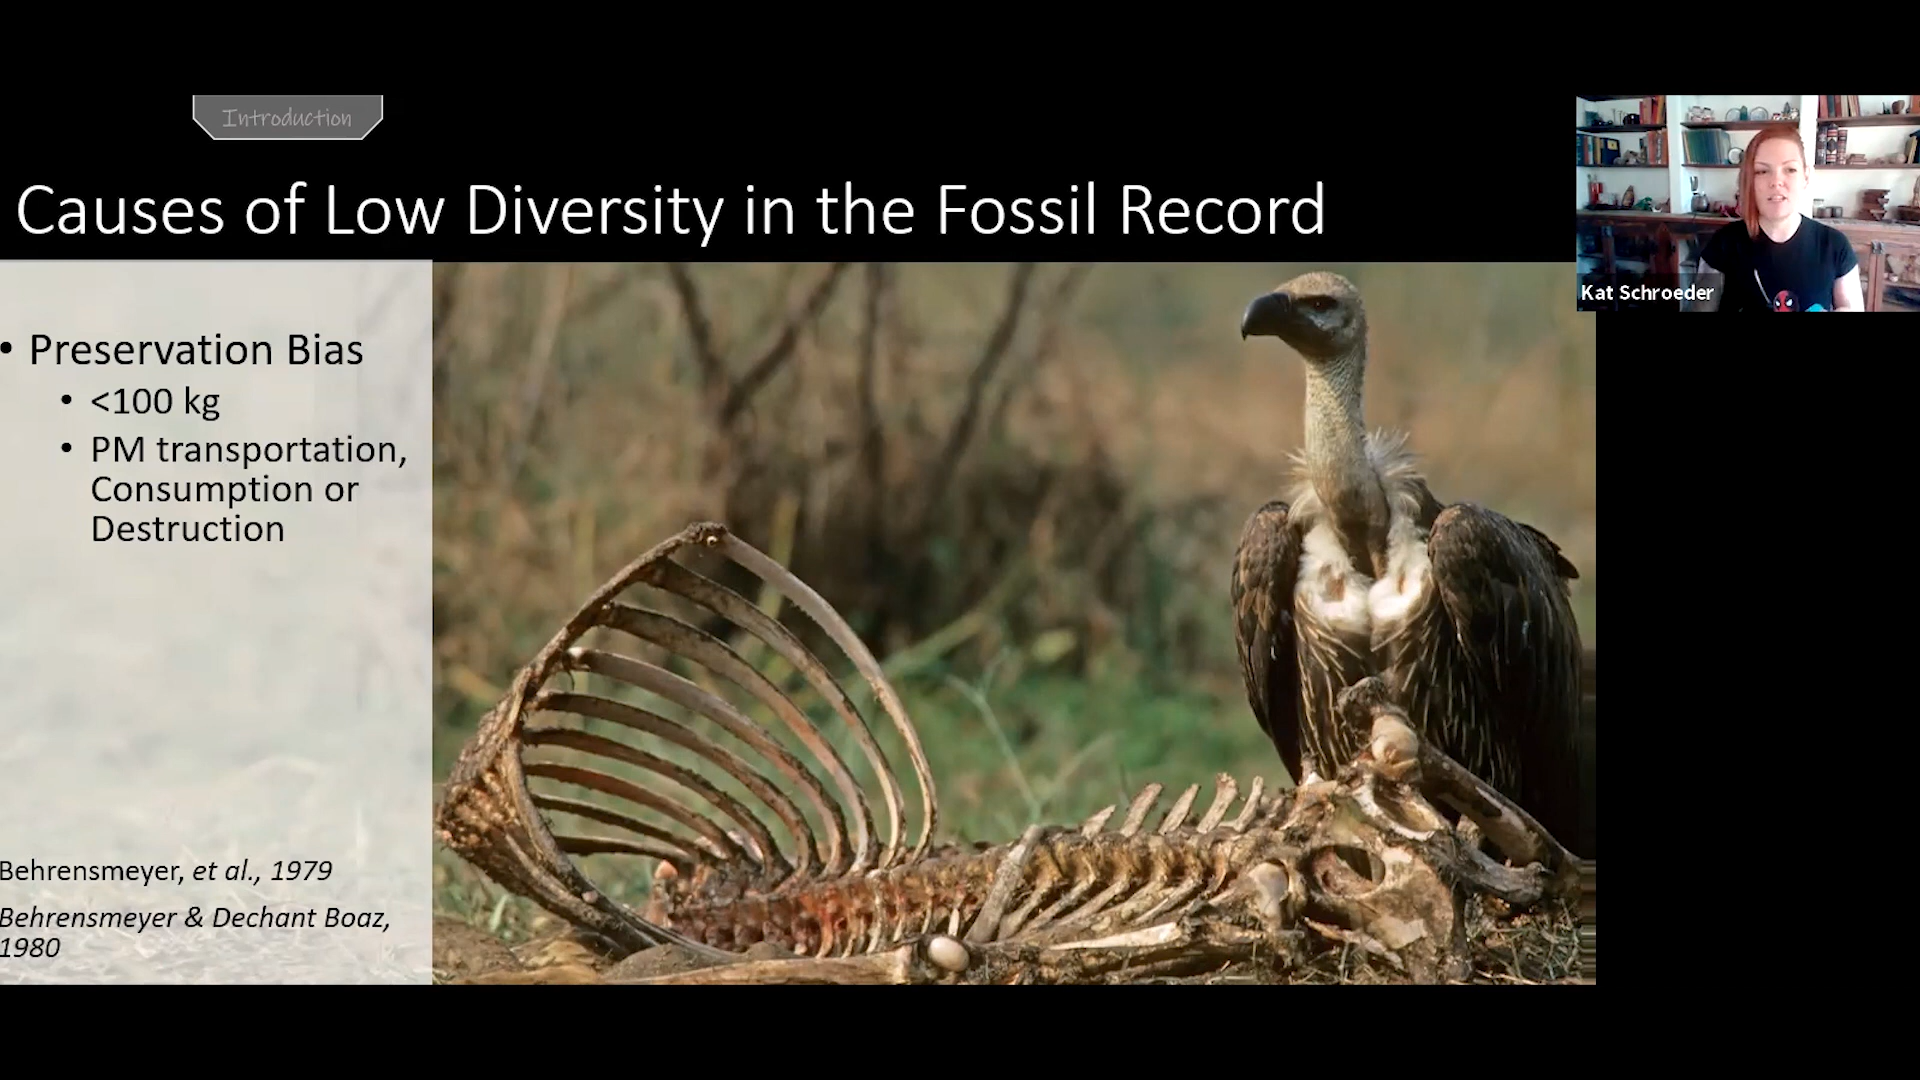 Introduction
Causes of Low Diversity in the Fossil Record
Kat Schroeder
• Preservation Bias
• <100 kg
• PM transportation,
Consumption or
Destruction
Behrensmeyer, et al., 1979
Behrensmeyer & Dechant Boaz,
1980